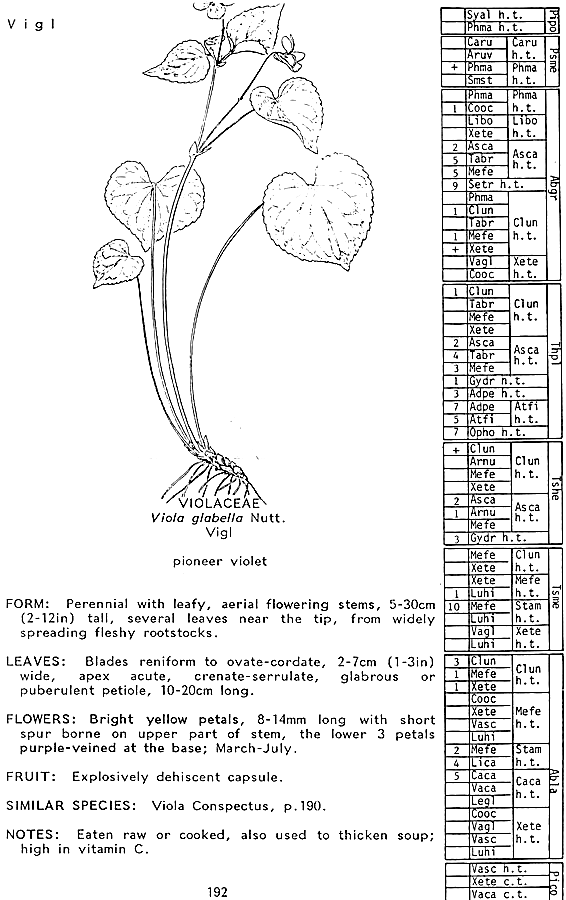 Vigl
VIOLACEAE
Viola glabella Nutt.
Vigl
pioneer violet
FORM: Perennial with leafy, aerial flowering stems, 5-30cm
(2-12in) tall, several leaves near the tip, from widely
spreading fleshy rootstocks.
LEAVES: Blades reniform to ovate-cordate, 2-7cm (1-3in)
wide, apex acute, crenate-serrulate, glabrous or
puberulent petiole, 10-20cm long.
FLOWERS: Bright yellow petals, 8-14mm long with short
spur borne on upper part of stem, the lower 3 petals
purple-veined at the base; March-July.
FRUIT: Explosively dehiscent capsule.
SIMILAR SPECIES: Viola Conspectus, p.190.
NOTES: Eaten raw or cooked, also used to thicken soup;
high in vitamin C.
192
Syal h.t.
Phma h.t.
Pipo
Caru Caru
Aruv h.t.
+ Phma Phma
Smst h.t.
Psme
Phma Phma
1 Cooc h.t.
Libo Libo
Xete h.t.
2 Asca
5 Tabr Asca
5 Mefe h.t.
9 Setr h.t.
Phma
1 Clun
Tabr Clun
1 Mefe h.t.
+ Xete
Vagl Xete
Cooc h.t.
Abgr
1 Clun
Tabr Clun
Mefe h.t.
Xete
2 Asca
4 Tabr Asca
3 Mefe h.t.
1 Gydr h.t.
3 Adpe h.t.
7 Adpe Atfi
5 Atfi h.t.
7 Opho h.t.
Thpl
+ Clun
Arnu Clun
Mefe h.t.
Xete
2 Asca
1 Arnu Asca
Mefe h.t.
3 Gydr h.t.
Tshe
Mefe Clun
Xete h.t.
Xete Mefe
1 Luhi h.t.
10 Mefe Stam
Luhi h.t.
Vagl Xete
Luhi h.t.
Tsme
3 Clun
1 Mefe Clun
1 Xete h.t.
Cooc
Xete Mefe
Vasc h.t.
Luhi
2 Mefe Stam
4 Lica h.t.
5 Caca
Vaca Caca
Legl h.t.
Cooc
Vagl Xete
Vasc h.t.
Luhi
Abla
Vasc h.t.
Xete c.t.
Vaca c.t.
Pico